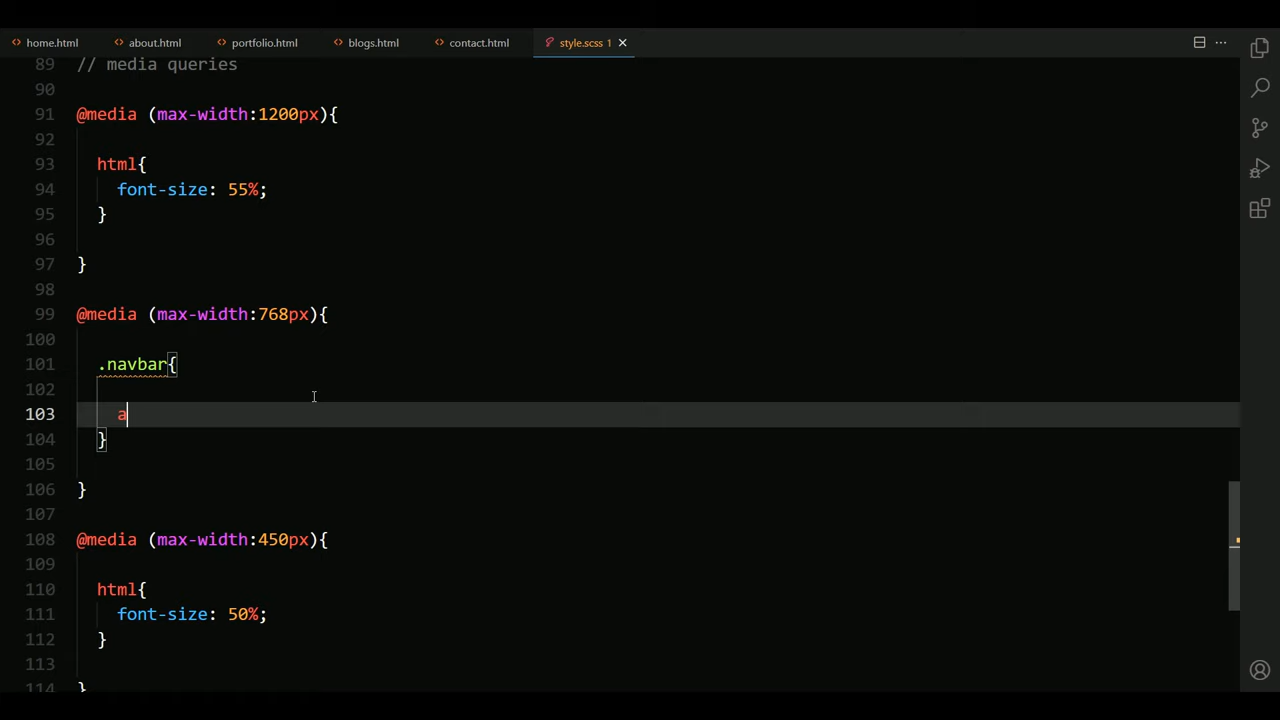 home.html about.html portfolio.html blogs.html contact.html style.scss 1
89 // media queries
90
91 @media (max-width:1200px){
92
93 html{
94 font-size: 55%;
95 }
96
97 }
98
99 @media (max-width:768px){
100
101 .navbar{
102
103 a
104 }
105
106 }
107
108 @media (max-width:450px){
109
110 html{
111 font-size: 50%;
112 }
113
114 }